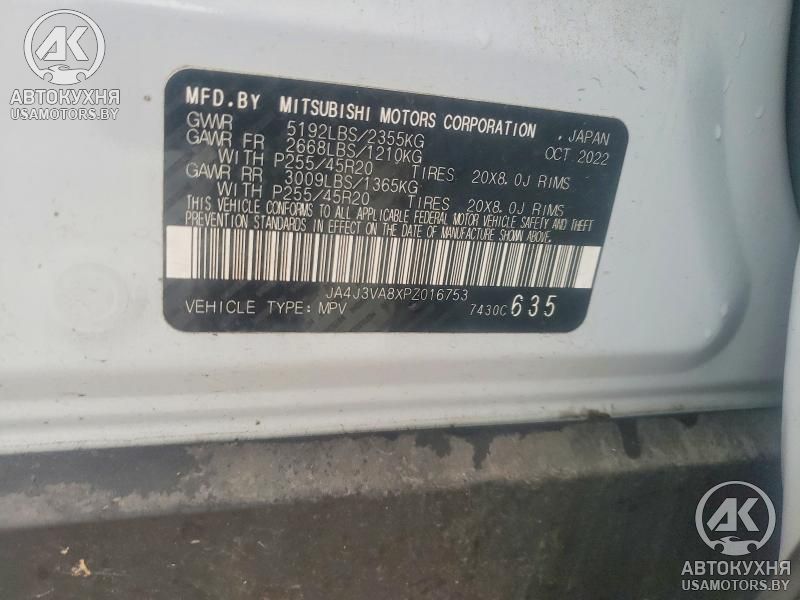 AK
АВТОКУХНЯ
USAMOTORS.BY
MFD.BY MITSUBISHI MOTORS CORPORATION , JAPAN
GVWR 5192LBS/2355KG OCT 2022
GAWR FR 2668LBS/1210KG
WITH P255/45R20 TIRES 20X8.0J RIMS
GAWR RR 3009LBS/1365KG
WITH P255/45R20 TIRES 20X8.0J RIMS
THIS VEHICLE CONFORMS TO ALL APPLICABLE FEDERAL MOTOR VEHICLE SAFETY AND THEFT
PREVENTION STANDARDS IN EFFECT ON THE DATE OF MANUFACTURE SHOWN ABOVE.
JA4J3VA8XPZ016753
VEHICLE TYPE: MPV 7430C 635
AK
АВТОКУХНЯ
USAMOTORS.BY